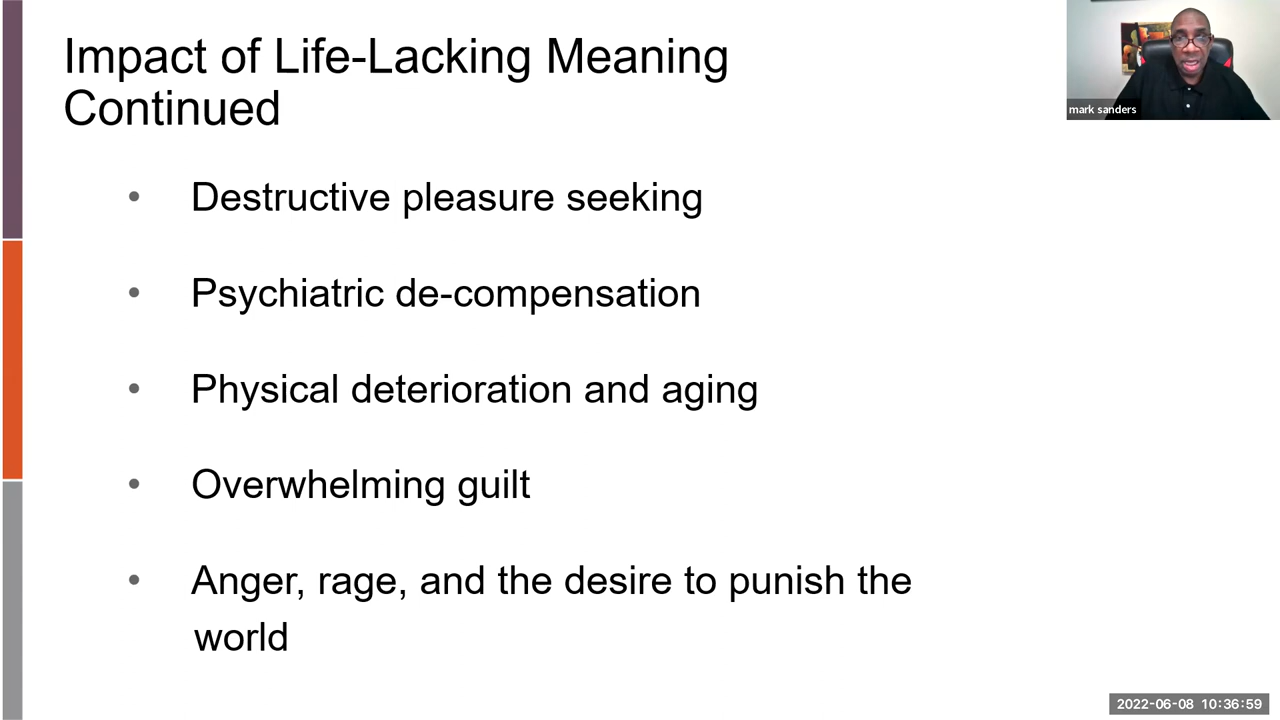 Impact of Life-Lacking Meaning
Continued
mark sanders
• Destructive pleasure seeking
• Psychiatric de-compensation
• Physical deterioration and aging
• Overwhelming guilt
• Anger, rage, and the desire to punish the
world
2022-06-08 10:36:59